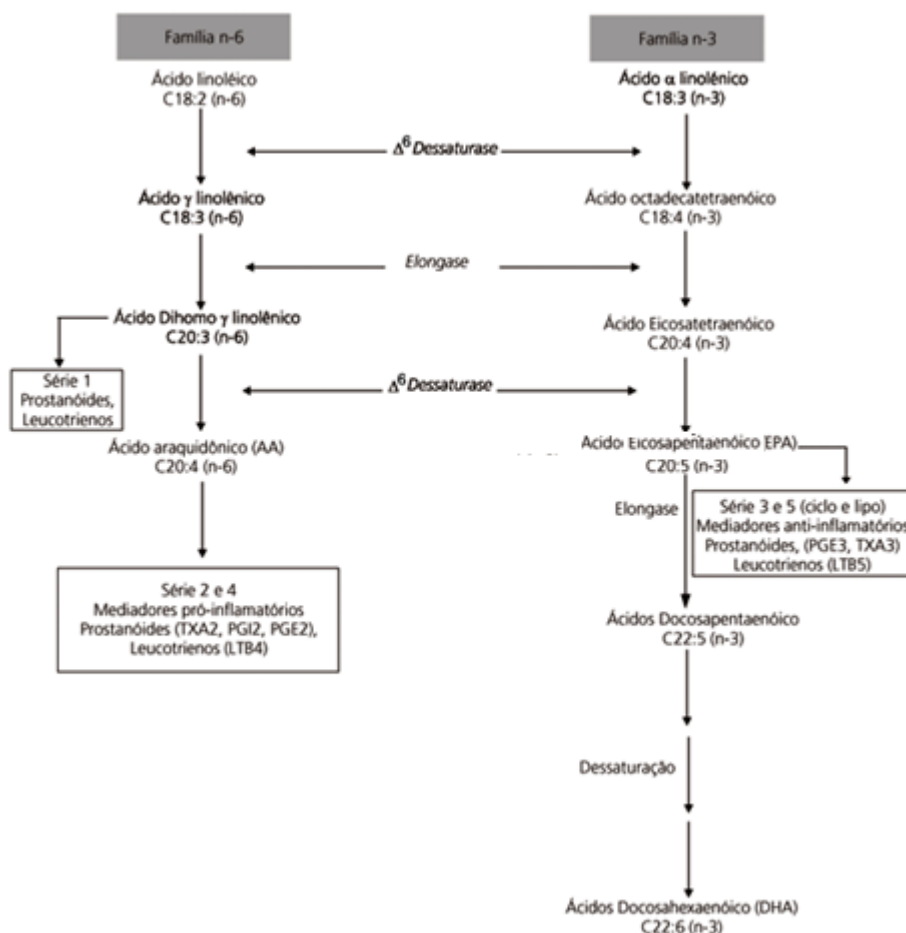 Família n-6
Família n-3
Ácido linoléico
C18:2 (n-6)
Ácido α linolénico
C18:3 (n-3)
Δ6 Dessaturase
Ácido γ linolênico
C18:3 (n-6)
Ácido octadecatetraenóico
C18:4 (n-3)
Elongase
Ácido Dihomo γ linolênico
C20:3 (n-6)
Ácido Eicosatetraenóico
C20:4 (n-3)
Série 1
Prostanóides,
Leucotrienos
Δ6 Dessaturase
Ácido araquidônico (AA)
C20:4 (n-6)
Ácido Eicosapentaenóico (EPA)
C20:5 (n-3)
Elongase
Série 3 e 5 (ciclo e lipo)
Mediadores anti-inflamatórios
Prostanóides, (PGE3, TXA3)
Leucotrienos (LTB5)
Série 2 e 4
Mediadores pró-inflamatórios
Prostanóides (TXA2, PGI2, PGE2),
Leucotrienos (LTB4)
Ácidos Docosapentaenóico
C22:5 (n-3)
Dessaturação
Ácidos Docosahexaenóico (DHA)
C22:6 (n-3)